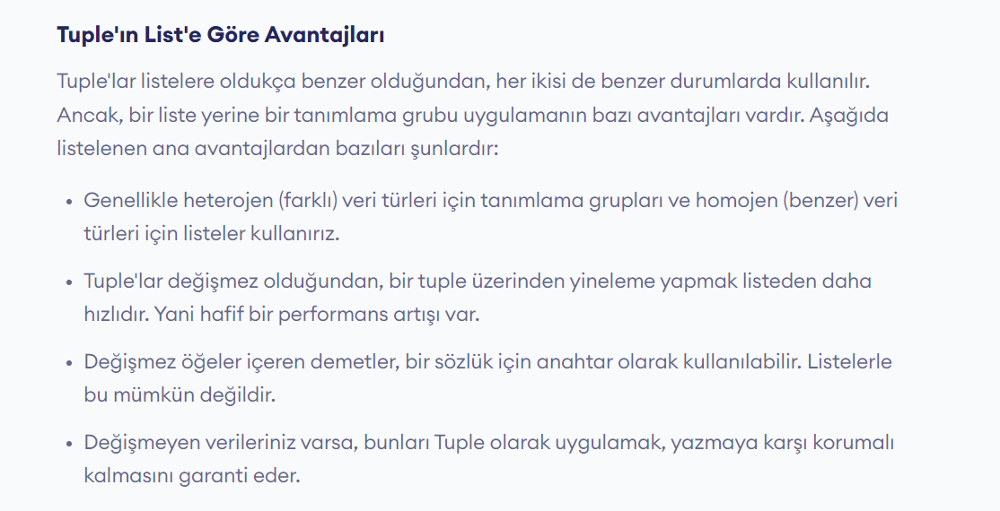 Tuple'ın List'e Göre Avantajları
Tuple'lar listelere oldukça benzer olduğundan, her ikisi de benzer durumlarda kullanılır.
Ancak, bir liste yerine bir tanımlama grubu uygulamanın bazı avantajları vardır. Aşağıda
listelenen ana avantajlardan bazıları şunlardır:
• Genellikle heterojen (farklı) veri türleri için tanımlama grupları ve homojen (benzer) veri
türleri için listeler kullanırız.
• Tuple'lar değişmez olduğundan, bir tuple üzerinden yineleme yapmak listeden daha
hızlıdır. Yani hafif bir performans artışı var.
• Değişmez öğeler içeren demetler, bir sözlük için anahtar olarak kullanılabilir. Listelerle
bu mümkün değildir.
• Değişmeyen verileriniz varsa, bunları Tuple olarak uygulamak, yazmaya karşı korumalı
kalmasını garanti eder.